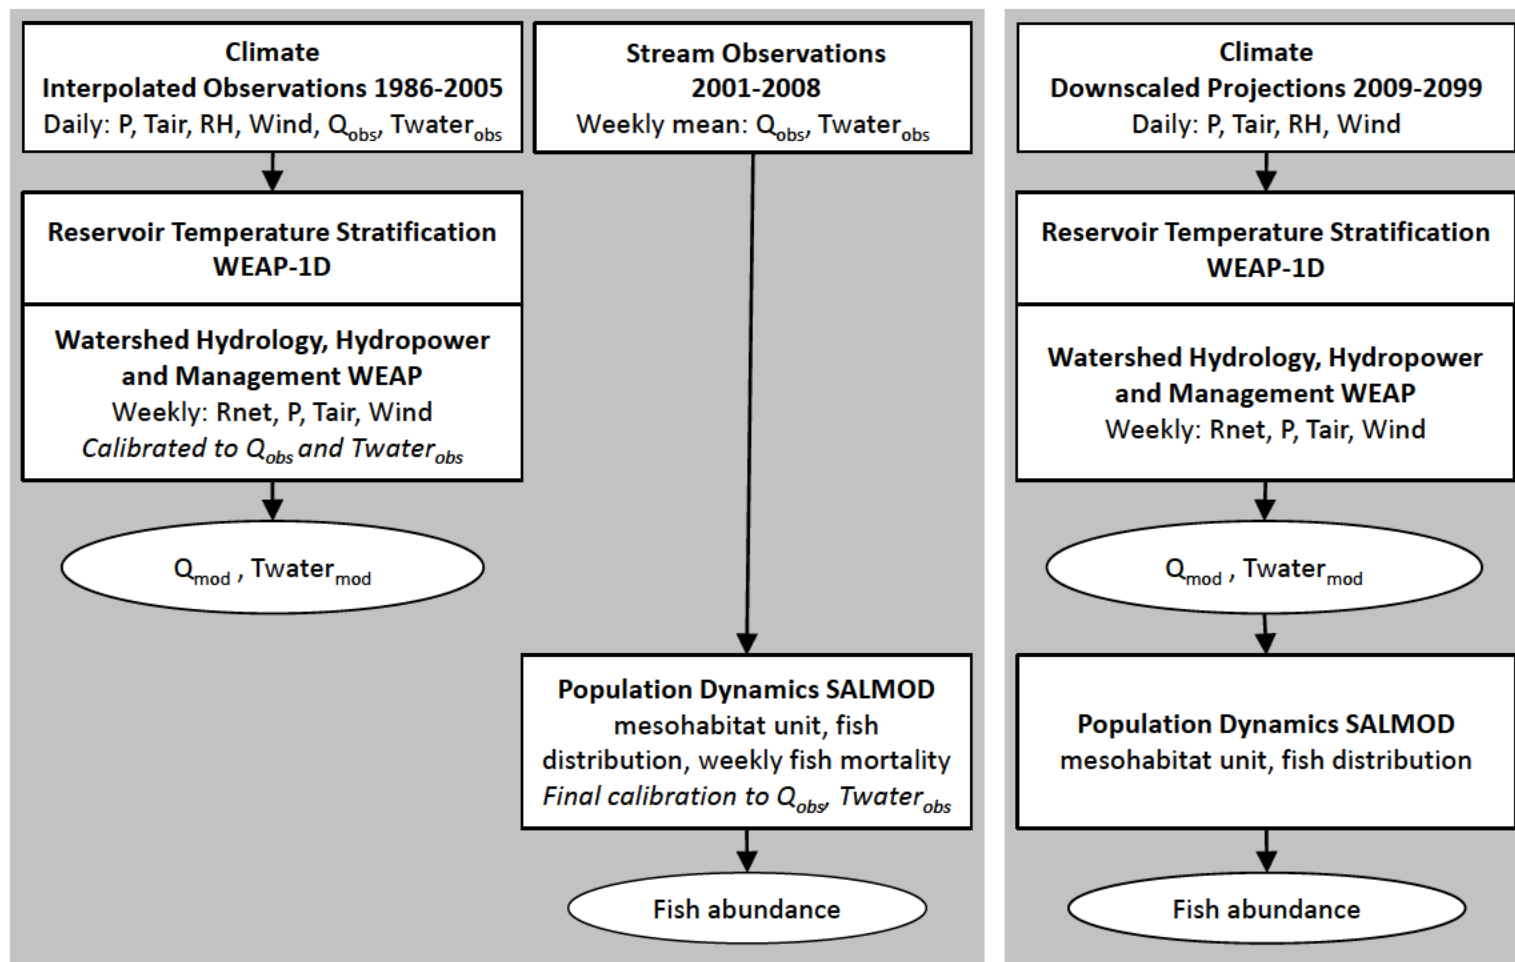 Climate
Interpolated Observations 1986-2005
Daily: P, Tair, RH, Wind, Qobs, Twaterobs
Reservoir Temperature Stratification
WEAP-1D
Watershed Hydrology, Hydropower
and Management WEAP
Weekly: Rnet, P, Tair, Wind
Calibrated to Qobs and Twaterobs
Qmod , Twatermod
Stream Observations
2001-2008
Weekly mean: Qobs, Twaterobs
Population Dynamics SALMOD
mesohabitat unit, fish
distribution, weekly fish mortality
Final calibration to Qobs, Twaterobs
Fish abundance
Climate
Downscaled Projections 2009-2099
Daily: P, Tair, RH, Wind
Reservoir Temperature Stratification
WEAP-1D
Watershed Hydrology, Hydropower
and Management WEAP
Weekly: Rnet, P, Tair, Wind
Qmod , Twatermod
Population Dynamics SALMOD
mesohabitat unit, fish distribution
Fish abundance